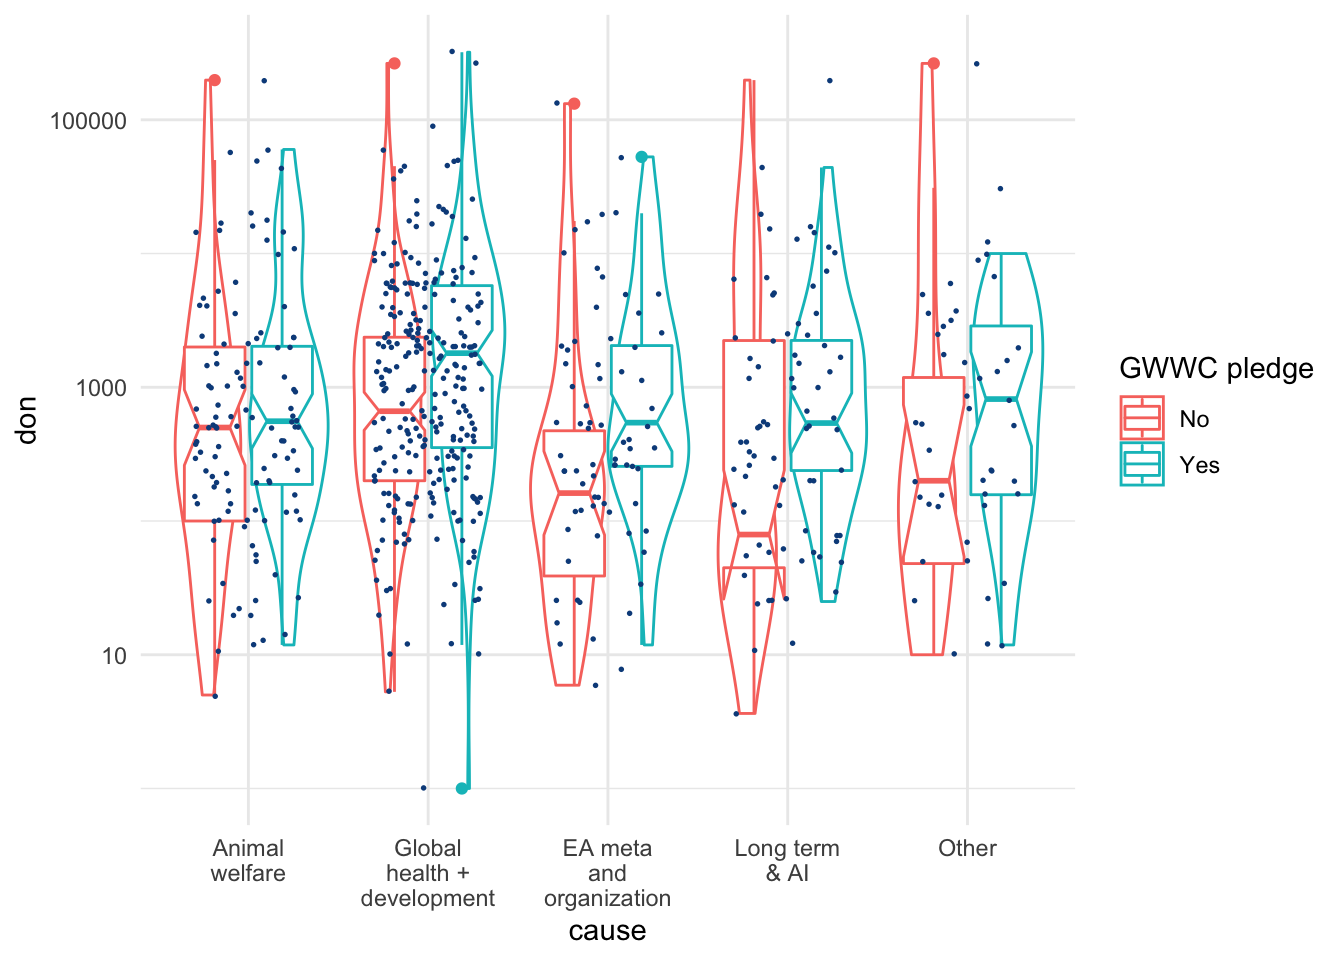 100000
1000
10
don
Animal
welfare
Global
health +
development
EA meta
and
organization
Long term
& AI
Other
cause
GWWC pledge
No
Yes